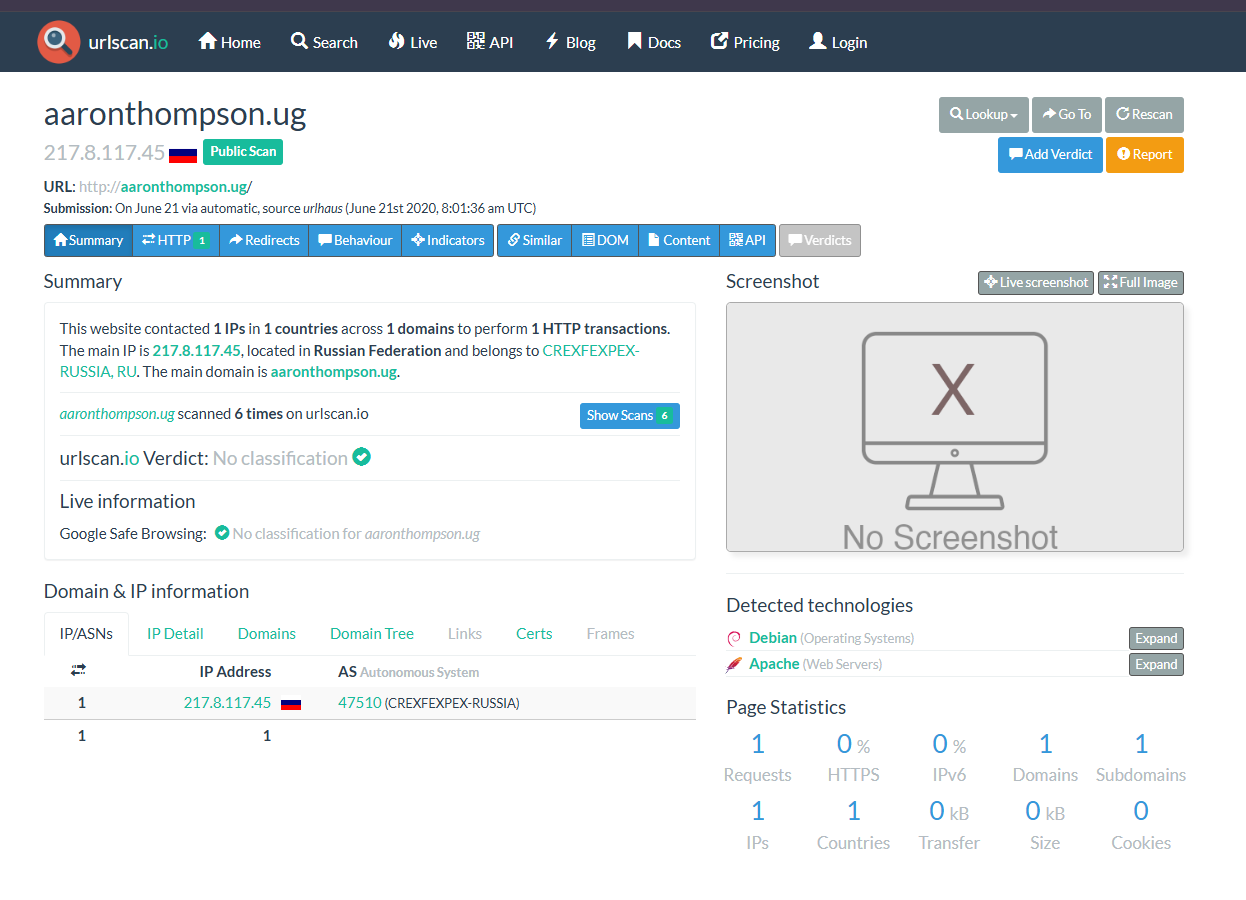 urlscan.io Home Search Live API Blog Docs Pricing Login
aaronthompson.ug
Lookup Go To Rescan
217.8.117.45 Public Scan
Add Verdict Report
URL: http://aaronthompson.ug/
Submission: On June 21 via automatic, source urlhaus (June 21st 2020, 8:01:36 am UTC)
Summary HTTP 1 Redirects Behaviour Indicators Similar DOM Content API Verdicts
Summary
This website contacted 1 IPs in 1 countries across 1 domains to perform 1 HTTP transactions.
The main IP is 217.8.117.45, located in Russian Federation and belongs to CREXFEXPEX-
RUSSIA, RU. The main domain is aaronthompson.ug.
aaronthompson.ug scanned 6 times on urlscan.io Show Scans 6
urlscan.io Verdict: No classification
Live information
Google Safe Browsing: No classification for aaronthompson.ug
Domain & IP information
IP/ASNs IP Detail Domains Domain Tree Links Certs Frames
IP Address AS Autonomous System
1 217.8.117.45 47510 (CREXFEXPEX-RUSSIA)
1 1
Screenshot Live screenshot Full Image
X
No Screenshot
Detected technologies
Debian (Operating Systems) Expand
Apache (Web Servers) Expand
Page Statistics
1 0 % 0 % 1 1
Requests HTTPS IPv6 Domains Subdomains
1 1 0 kB 0 kB 0
IPs Countries Transfer Size Cookies